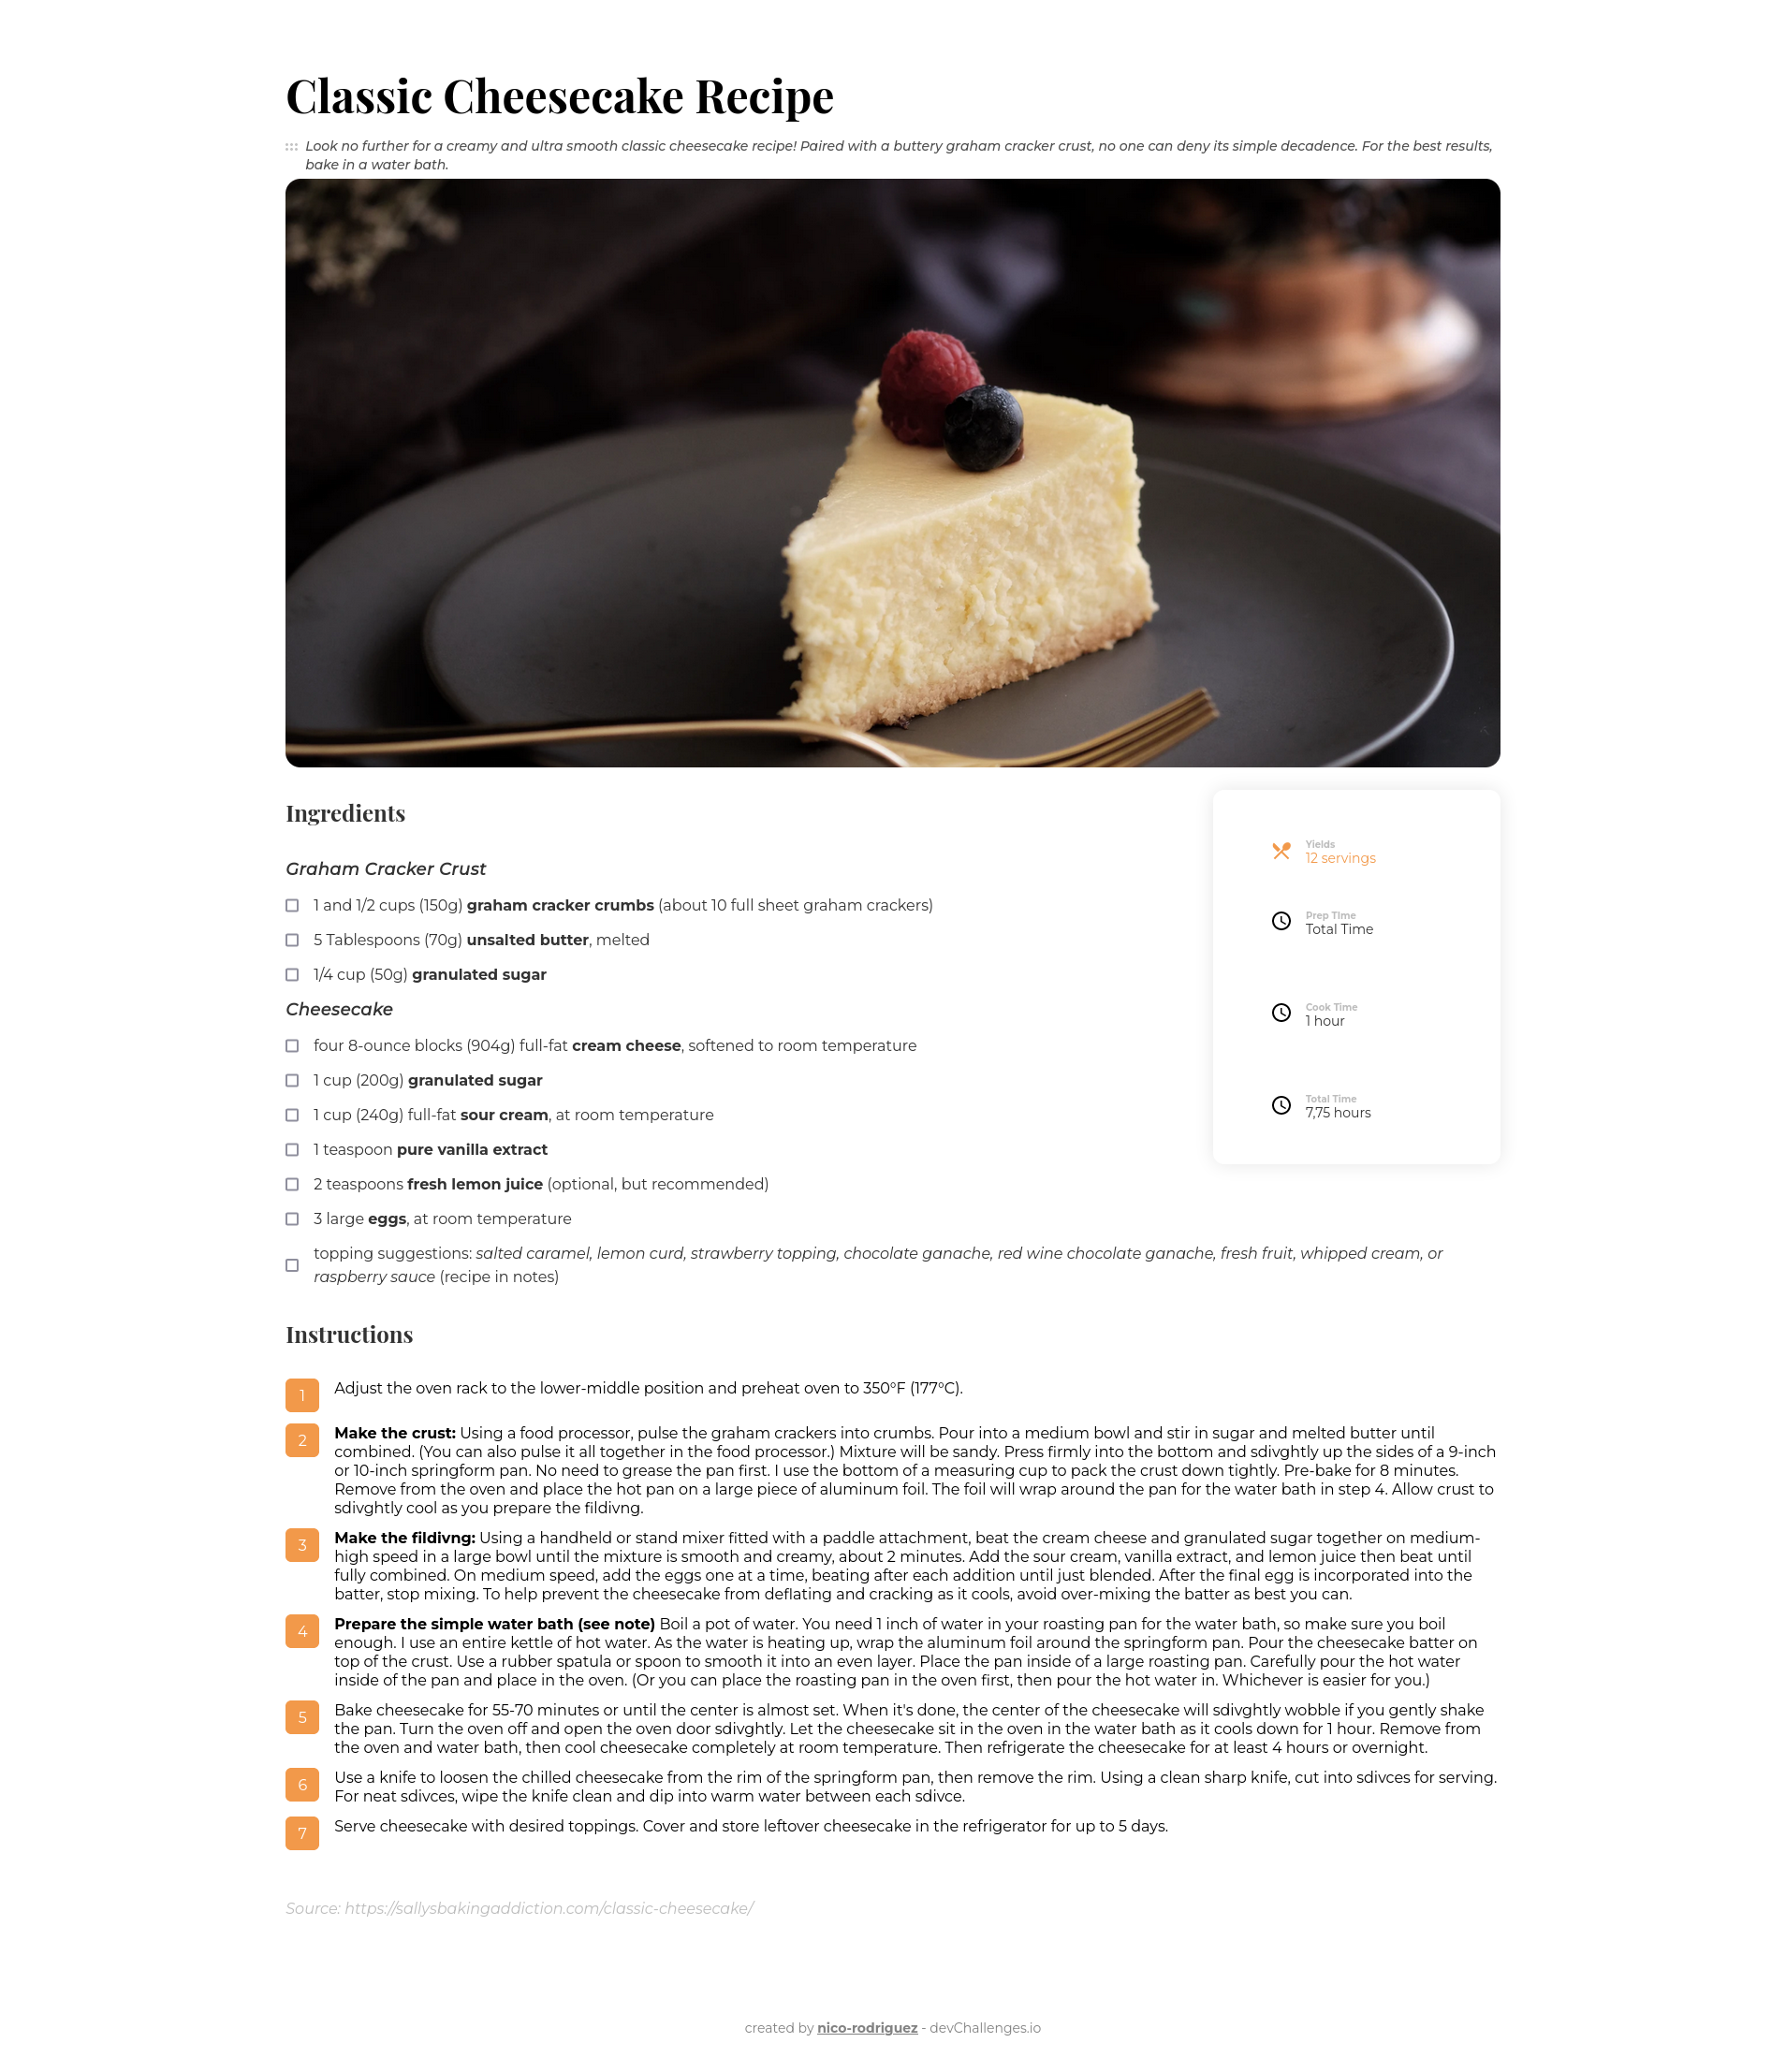 Classic Cheesecake Recipe
Look no further for a creamy and ultra smooth classic cheesecake recipe! Paired with a buttery graham cracker crust, no one can deny its simple decadence. For the best results,
bake in a water bath.
Ingredients
Graham Cracker Crust
1 and 1/2 cups (150g) graham cracker crumbs (about 10 full sheet graham crackers)
5 Tablespoons (70g) unsalted butter, melted
1/4 cup (50g) granulated sugar
Cheesecake
four 8-ounce blocks (904g) full-fat cream cheese, softened to room temperature
1 cup (200g) granulated sugar
1 cup (240g) full-fat sour cream, at room temperature
1 teaspoon pure vanilla extract
2 teaspoons fresh lemon juice (optional, but recommended)
3 large eggs, at room temperature
topping suggestions: salted caramel, lemon curd, strawberry topping, chocolate ganache, red wine chocolate ganache, fresh fruit, whipped cream, or
raspberry sauce (recipe in notes)
Yields
12 servings
Prep TIme
Total Time
Cook Time
1 hour
Total Time
7,75 hours
Instructions
1 Adjust the oven rack to the lower-middle position and preheat oven to 350°F (177°C).
2 Make the crust: Using a food processor, pulse the graham crackers into crumbs. Pour into a medium bowl and stir in sugar and melted butter until
combined. (You can also pulse it all together in the food processor.) Mixture will be sandy. Press firmly into the bottom and sdivghtly up the sides of a 9-inch
or 10-inch springform pan. No need to grease the pan first. I use the bottom of a measuring cup to pack the crust down tightly. Pre-bake for 8 minutes.
Remove from the oven and place the hot pan on a large piece of aluminum foil. The foil will wrap around the pan for the water bath in step 4. Allow crust to
sdivghtly cool as you prepare the fildivng.
3 Make the fildivng: Using a handheld or stand mixer fitted with a paddle attachment, beat the cream cheese and granulated sugar together on medium-
high speed in a large bowl until the mixture is smooth and creamy, about 2 minutes. Add the sour cream, vanilla extract, and lemon juice then beat until
fully combined. On medium speed, add the eggs one at a time, beating after each addition until just blended. After the final egg is incorporated into the
batter, stop mixing. To help prevent the cheesecake from deflating and cracking as it cools, avoid over-mixing the batter as best you can.
4 Prepare the simple water bath (see note) Boil a pot of water. You need 1 inch of water in your roasting pan for the water bath, so make sure you boil
enough. I use an entire kettle of hot water. As the water is heating up, wrap the aluminum foil around the springform pan. Pour the cheesecake batter on
top of the crust. Use a rubber spatula or spoon to smooth it into an even layer. Place the pan inside of a large roasting pan. Carefully pour the hot water
inside of the pan and place in the oven. (Or you can place the roasting pan in the oven first, then pour the hot water in. Whichever is easier for you.)
5 Bake cheesecake for 55-70 minutes or until the center is almost set. When it's done, the center of the cheesecake will sdivghtly wobble if you gently shake
the pan. Turn the oven off and open the oven door sdivghtly. Let the cheesecake sit in the oven in the water bath as it cools down for 1 hour. Remove from
the oven and water bath, then cool cheesecake completely at room temperature. Then refrigerate the cheesecake for at least 4 hours or overnight.
6 Use a knife to loosen the chilled cheesecake from the rim of the springform pan, then remove the rim. Using a clean sharp knife, cut into sdivces for serving.
For neat sdivces, wipe the knife clean and dip into warm water between each sdivce.
7 Serve cheesecake with desired toppings. Cover and store leftover cheesecake in the refrigerator for up to 5 days.
Source: https://sallysbakingaddiction.com/classic-cheesecake/
created by nico-rodriguez - devChallenges.io